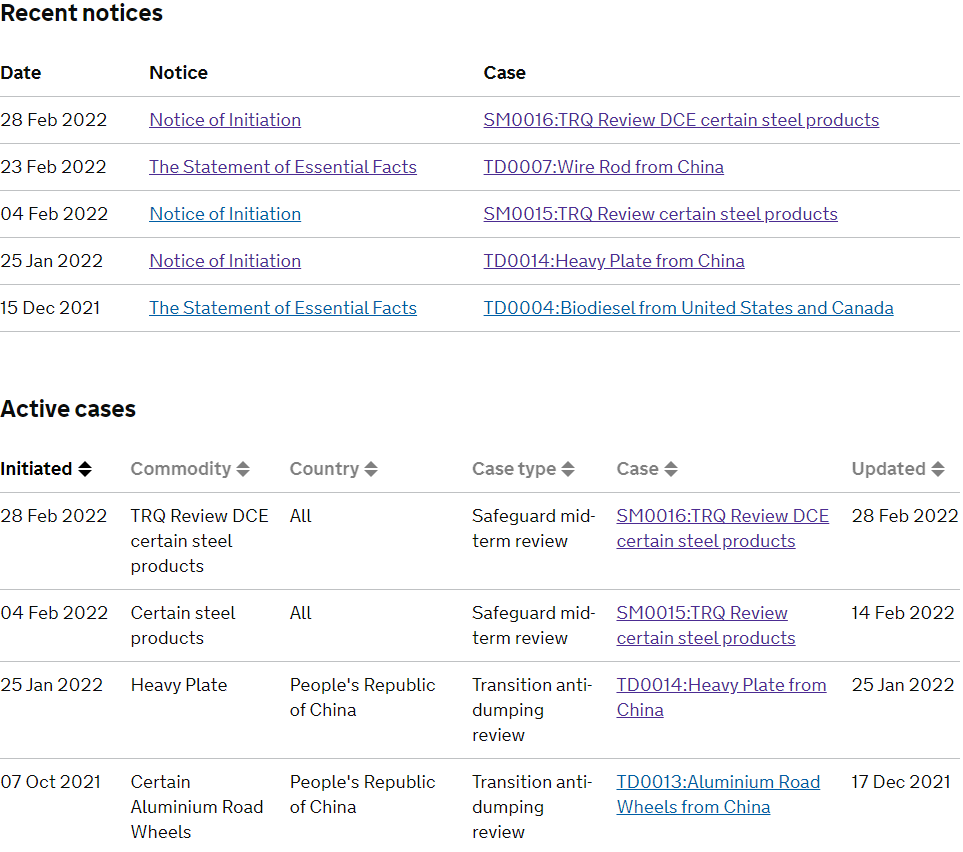 Recent notices
Date Notice Case
28 Feb 2022 Notice of Initiation SM0016:TRQ Review DCE certain steel products
23 Feb 2022 The Statement of Essential Facts TD0007:Wire Rod from China
04 Feb 2022 Notice of Initiation SM0015:TRQ Review certain steel products
25 Jan 2022 Notice of Initiation TD0014:Heavy Plate from China
15 Dec 2021 The Statement of Essential Facts TD0004:Biodiesel from United States and Canada
Active cases
Initiated Commodity Country Case type Case Updated
28 Feb 2022 TRQ Review DCE All Safeguard mid- SM0016:TRQ Review DCE 28 Feb 2022
certain steel term review certain steel products
products
04 Feb 2022 Certain steel All Safeguard mid- SM0015:TRQ Review 14 Feb 2022
products term review certain steel products
25 Jan 2022 Heavy Plate People's Republic Transition anti- TD0014:Heavy Plate from 25 Jan 2022
of China dumping China
review
07 Oct 2021 Certain People's Republic Transition anti- TD0013:Aluminium Road 17 Dec 2021
Aluminium Road of China dumping Wheels from China
Wheels review